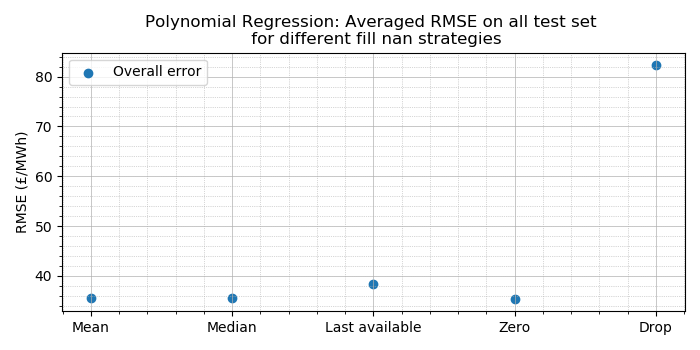 Polynomial Regression: Averaged RMSE on all test set
for different fill nan strategies
Overall error
RMSE (£/MWh)
80
70
60
50
40
Mean Median Last available Zero Drop